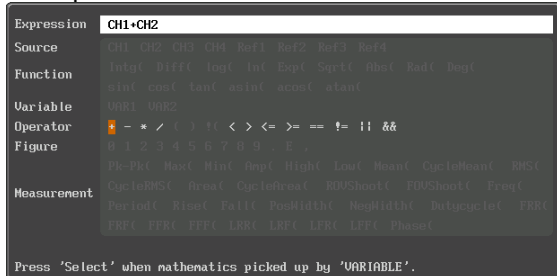 Expression CH1+CH2
Source CH1 CH2 CH3 CH4 Ref1 Ref2 Ref3 Ref4
Function Intg( Diff( log( ln( Exp( Sqrt( Abs( Rad( Deg(
sin( cos( tan( asin( acos( atan(
Variable VAR1 VAR2
Operator + - * / ( ) !( < > <= >= == != || &&
Figure 0 1 2 3 4 5 6 7 8 9 . E ,
Measurement Pk-Pk( Max( Min( Amp( High( Low( Mean( CycleMean( RMS(
CycleRMS( Area( CycleArea( ROVShoot( FOVShoot( Freq(
Period( Rise( Fall( PosWidth( NegWidth( Dutycycle( FRR(
FRF( FFR( FFF( LRR( LRF( LFR( LFF( Phase(
Press 'Selec
t' when mathematics picked up by 'VARIABLE'.